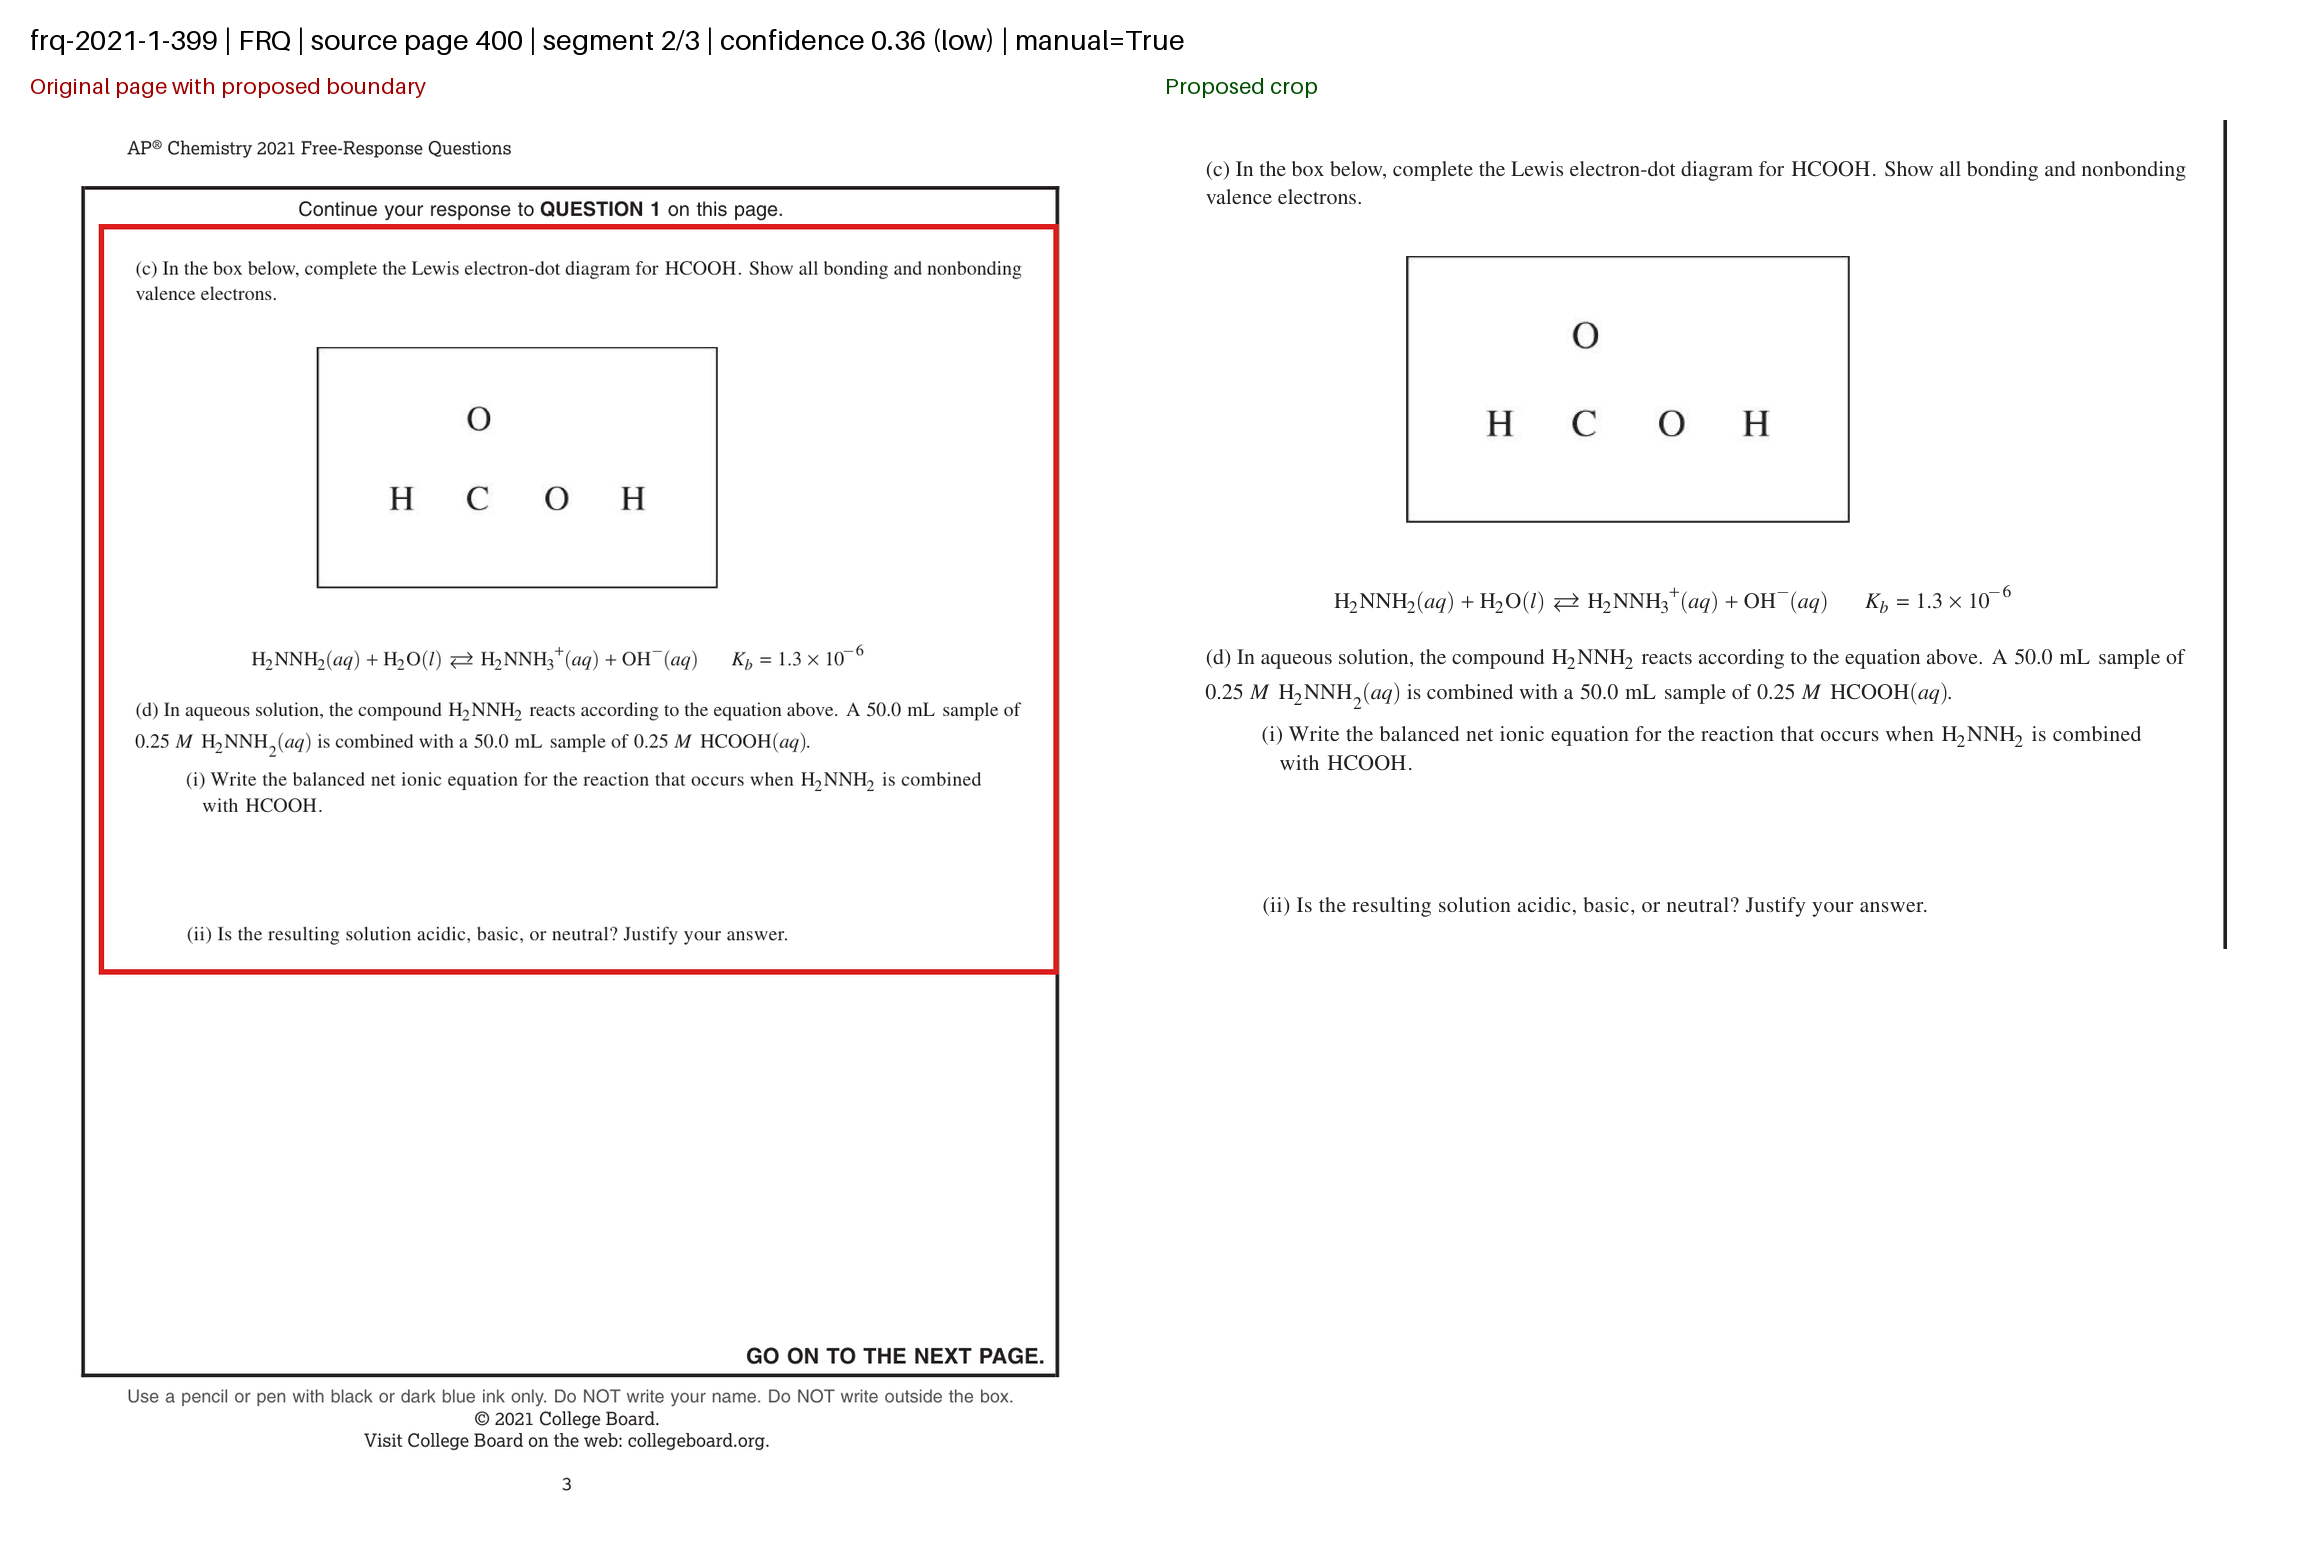 frq-2021-1-399 | FRQ | source page 400 | segment 2/3 | confidence 0.36 (low) | manual=True
Original page with proposed boundary
AP® Chemistry 2021 Free-Response Questions
Continue your response to QUESTION 1 on this page.
(c) In the box below, complete the Lewis electron-dot diagram for HCOOH. Show all bonding and nonbonding
valence electrons.
O
H C O H
H₂NNH₂(aq) + H₂O(l) ⇄ H₂NNH₃⁺(aq) + OH⁻(aq) K_b = 1.3 × 10⁻⁶
(d) In aqueous solution, the compound H₂NNH₂ reacts according to the equation above. A 50.0 mL sample of
0.25 M H₂NNH₂(aq) is combined with a 50.0 mL sample of 0.25 M HCOOH(aq).
(i) Write the balanced net ionic equation for the reaction that occurs when H₂NNH₂ is combined
with HCOOH.
(ii) Is the resulting solution acidic, basic, or neutral? Justify your answer.
GO ON TO THE NEXT PAGE.
Use a pencil or pen with black or dark blue ink only. Do NOT write your name. Do NOT write outside the box.
© 2021 College Board.
Visit College Board on the web: collegeboard.org.
3
Proposed crop
(c) In the box below, complete the Lewis electron-dot diagram for HCOOH. Show all bonding and nonbonding
valence electrons.
O
H C O H
H₂NNH₂(aq) + H₂O(l) ⇄ H₂NNH₃⁺(aq) + OH⁻(aq) K_b = 1.3 × 10⁻⁶
(d) In aqueous solution, the compound H₂NNH₂ reacts according to the equation above. A 50.0 mL sample of
0.25 M H₂NNH₂(aq) is combined with a 50.0 mL sample of 0.25 M HCOOH(aq).
(i) Write the balanced net ionic equation for the reaction that occurs when H₂NNH₂ is combined
with HCOOH.
(ii) Is the resulting solution acidic, basic, or neutral? Justify your answer.